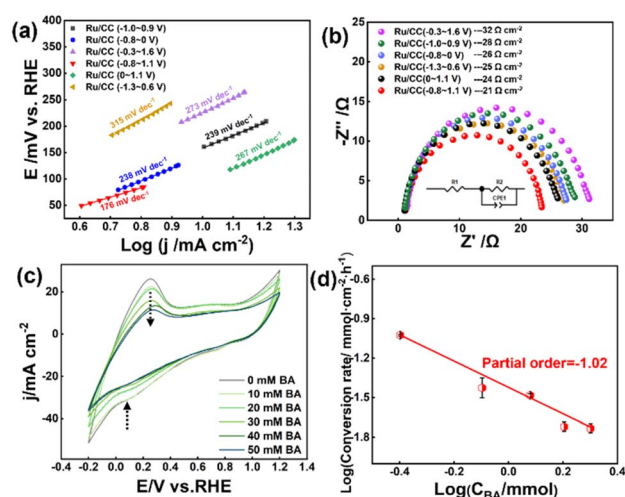 (a)
Ru/CC (-1.0~0.9 V)
Ru/CC (-0.8~0 V)
Ru/CC (-0.3~1.6 V)
Ru/CC (-0.8~1.1 V)
Ru/CC (0~1.1 V)
Ru/CC (-1.3~0.6 V)
400
350
300
250
200
150
100
50
0
E /mV vs. RHE
315 mV dec⁻¹
273 mV dec⁻¹
239 mV dec⁻¹
267 mV dec⁻¹
238 mV dec⁻¹
176 mV dec⁻¹
0.6 0.7 0.8 0.9 1.0 1.1 1.2 1.3 1.4
Log (j /mA cm⁻²)
(b)
Ru/CC(-0.3~1.6 V) ---32 Ω cm⁻²
Ru/CC(-1.0~0.9 V) ---28 Ω cm⁻²
Ru/CC(-0.8~0 V) ---26 Ω cm⁻²
Ru/CC(-1.3~0.6 V) ---25 Ω cm⁻²
Ru/CC(0~1.1 V) ---24 Ω cm⁻²
Ru/CC(-0.8~1.1 V) ---21 Ω cm⁻²
-Z''/Ω
R1
R2
CPE1
0 5 10 15 20 25 30 35
Z' /Ω
(c)
20
0
-20
-40
j/mA cm⁻²
0 mM BA
10 mM BA
20 mM BA
30 mM BA
40 mM BA
50 mM BA
-0.4 -0.2 0.0 0.2 0.4 0.6 0.8 1.0 1.2 1.4
E/V vs.RHE
(d)
-0.6
-0.9
-1.2
-1.5
-1.8
Log(Conversion rate/ mmol·cm⁻²·h⁻¹)
Partial order=-1.02
-0.4 -0.2 0.0 0.2 0.4
Log(C_BA/mmol)